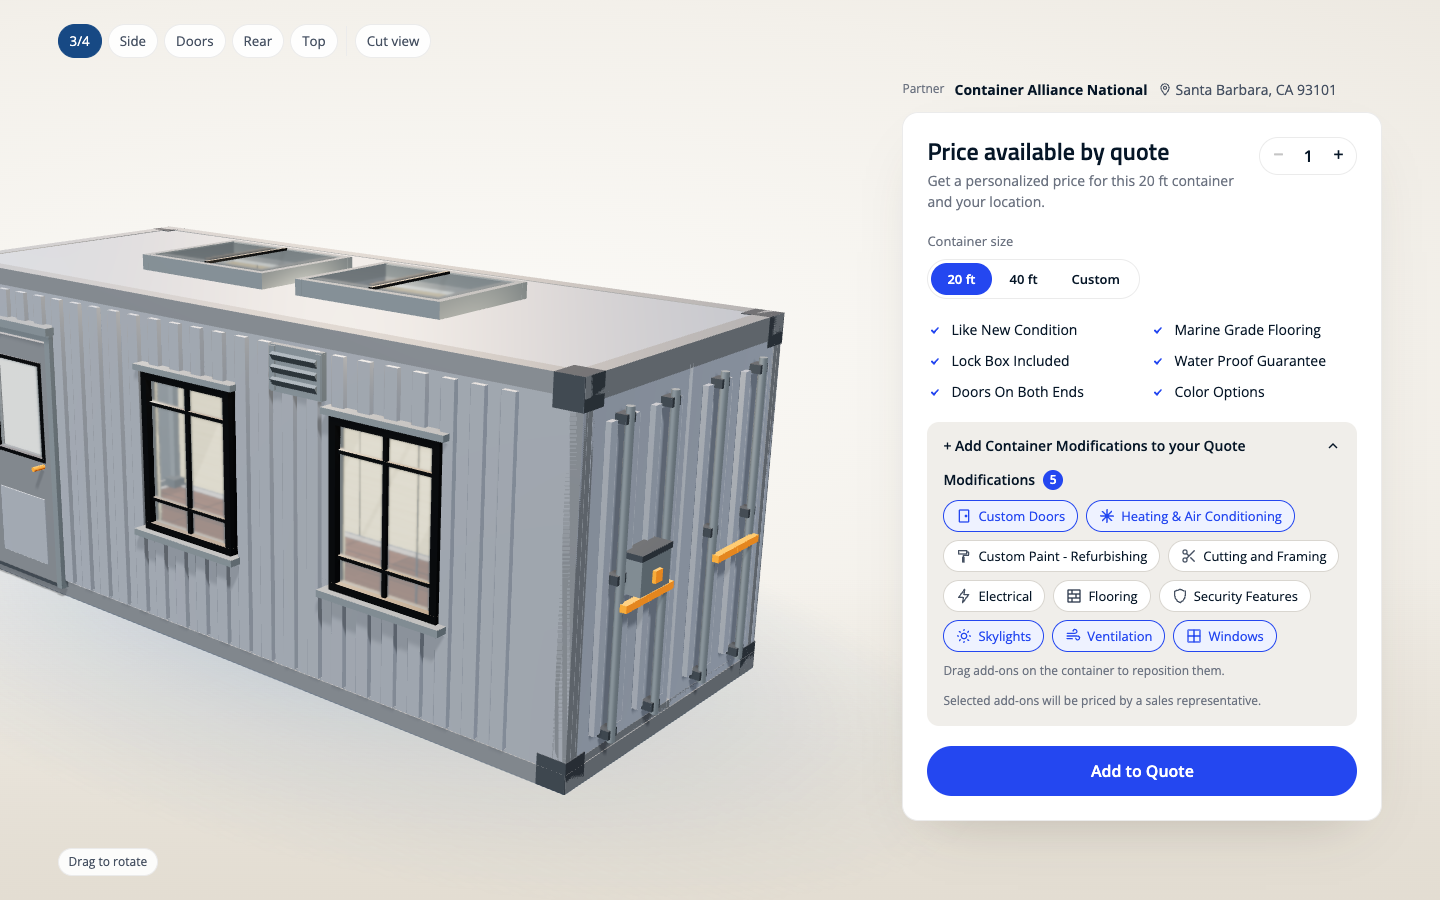 3/4
Side
Doors
Rear
Top
Cut view
Partner Container Alliance National Santa Barbara, CA 93101
Price available by quote
1
Get a personalized price for this 20 ft container
and your location.
Container size
20 ft
40 ft
Custom
Like New Condition
Marine Grade Flooring
Lock Box Included
Water Proof Guarantee
Doors On Both Ends
Color Options
+ Add Container Modifications to your Quote
Modifications 5
Custom Doors
Heating & Air Conditioning
Custom Paint - Refurbishing
Cutting and Framing
Electrical
Flooring
Security Features
Skylights
Ventilation
Windows
Drag add-ons on the container to reposition them.
Selected add-ons will be priced by a sales representative.
Add to Quote
Drag to rotate